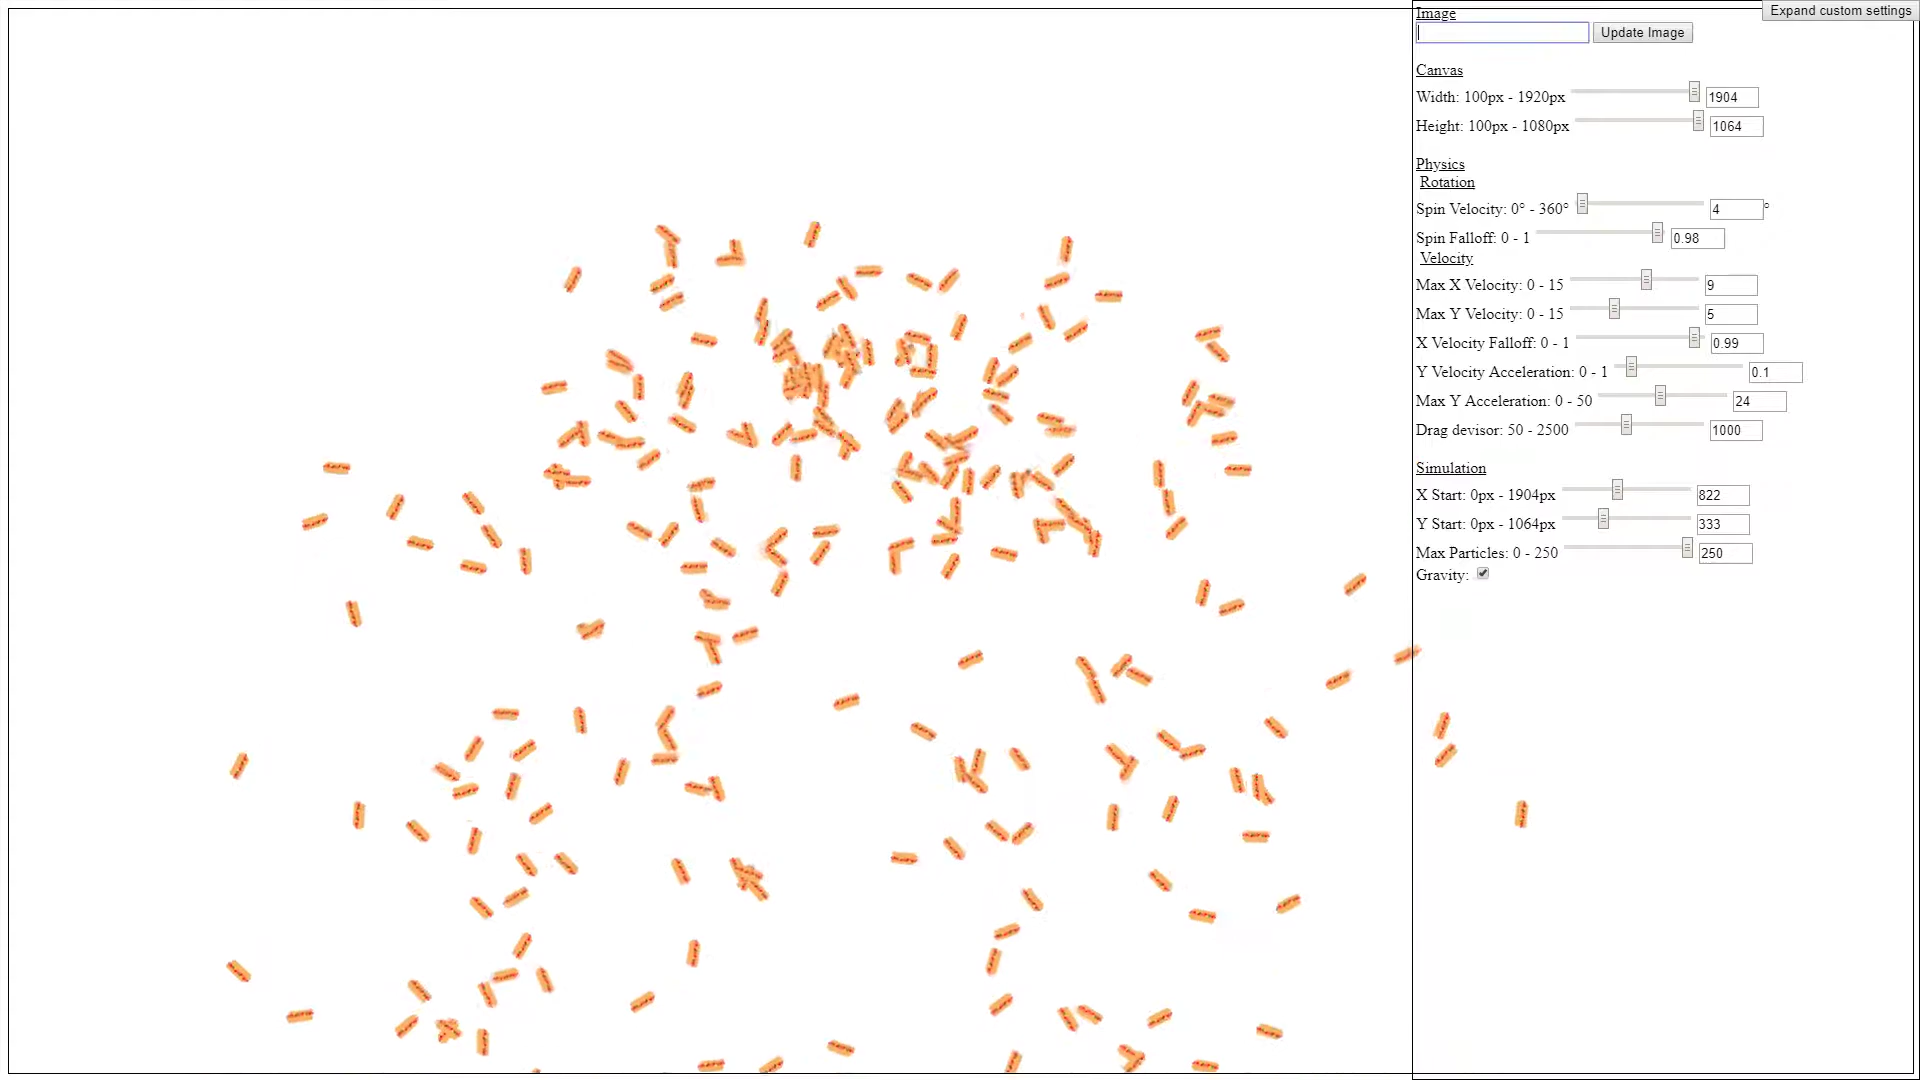 Expand custom settings
Image
Update Image
Canvas
Width: 100px - 1920px 1904
Height: 100px - 1080px 1064
Physics
Rotation
Spin Velocity: 0° - 360° 4 °
Spin Falloff: 0 - 1 0.98
Velocity
Max X Velocity: 0 - 15 9
Max Y Velocity: 0 - 15 5
X Velocity Falloff: 0 - 1 0.99
Y Velocity Acceleration: 0 - 1 0.1
Max Y Acceleration: 0 - 50 24
Drag devisor: 50 - 2500 1000
Simulation
X Start: 0px - 1904px 822
Y Start: 0px - 1064px 333
Max Particles: 0 - 250 250
Gravity: